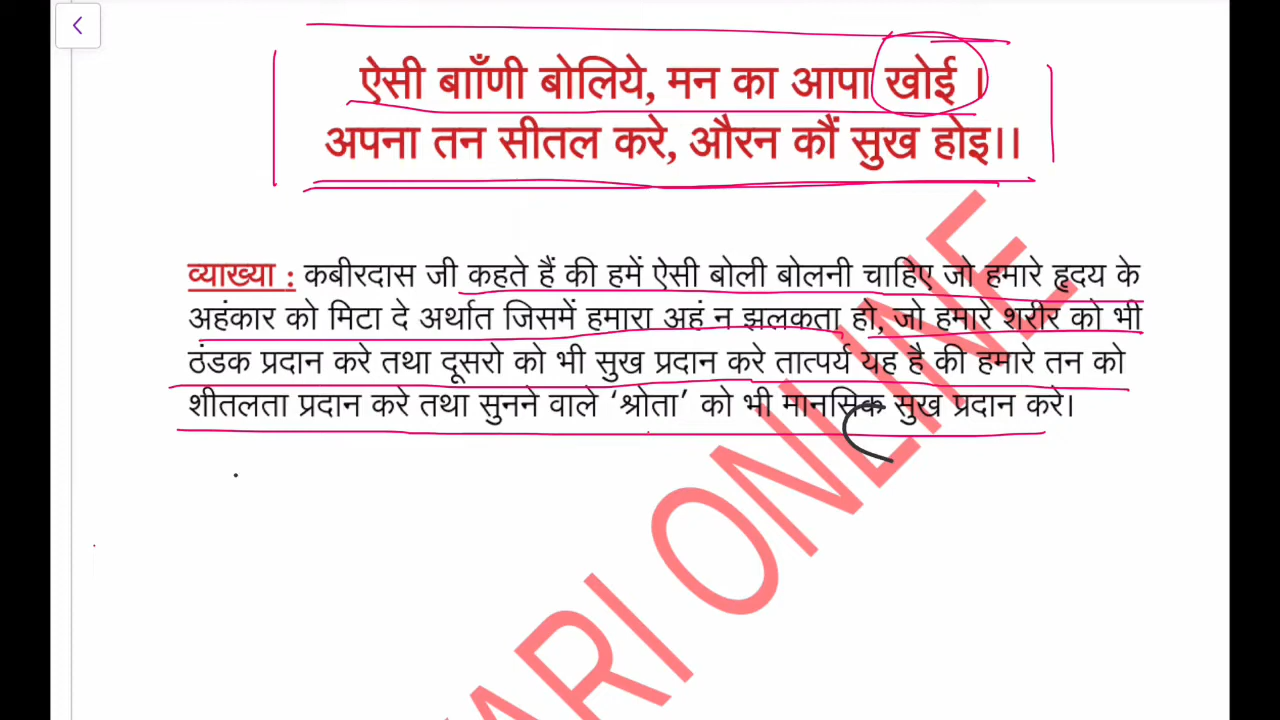 ऐसी बााँणी बोलिये, मन का आपा खोई ।
अपना तन सीतल करे, औरन कौं सुख होइ।।
व्याख्या : कबीरदास जी कहते हैं की हमें ऐसी बोली बोलनी चाहिए जो हमारे हृदय के
अहंकार को मिटा दे अर्थात जिसमें हमारा अहं न झलकता हो, जो हमारे शरीर को भी
ठंडक प्रदान करे तथा दूसरो को भी सुख प्रदान करे तात्पर्य यह है की हमारे तन को
शीतलता प्रदान करे तथा सुनने वाले ‘श्रोता’ को भी मानसिक सुख प्रदान करे।
ARI ONLINE